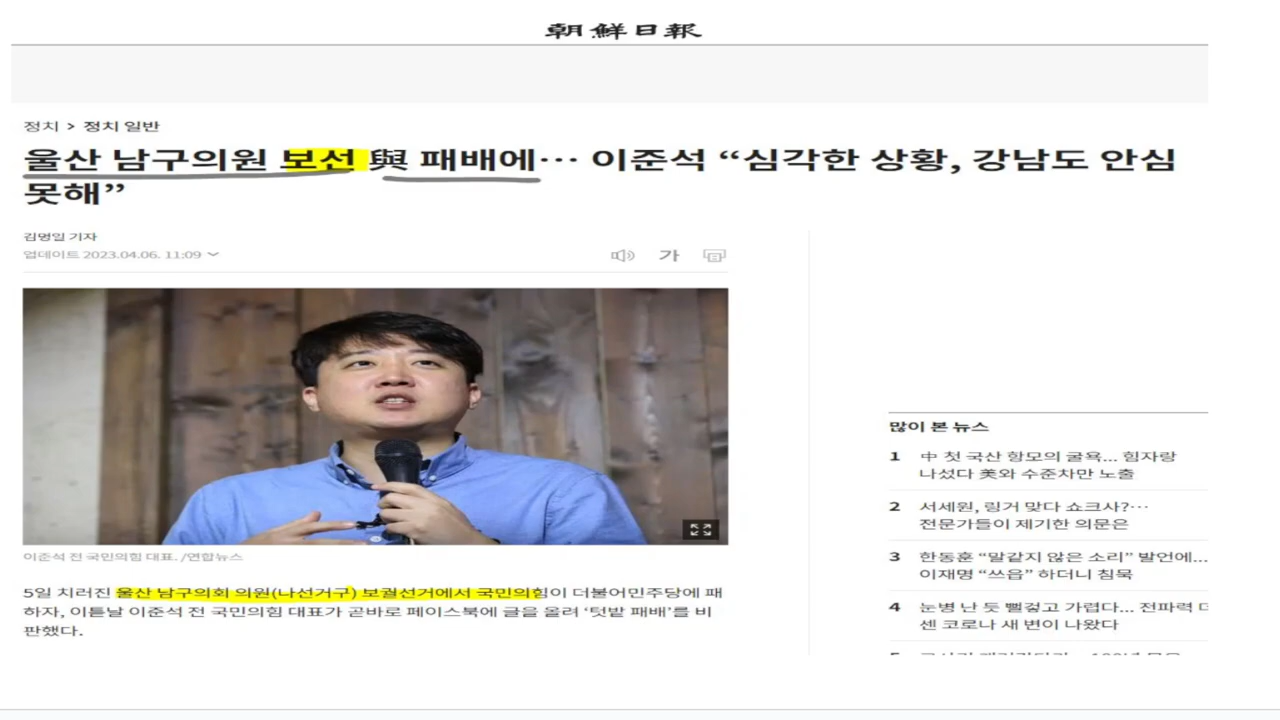 朝鮮日報
정치 > 정치 일반
울산 남구의원 보선 與 패배에… 이준석 “심각한 상황, 강남도 안심
못해”
김명일 기자
업데이트 2023.04.06. 11:09
가
이준석 전 국민의힘 대표. /연합뉴스
5일 치러진 울산 남구의회 의원(나선거구) 보궐선거에서 국민의힘이 더불어민주당에 패
하자, 이튿날 이준석 전 국민의힘 대표가 곧바로 페이스북에 글을 올려 ‘텃밭 패배’를 비
판했다.
많이 본 뉴스
1 中 첫 국산 항모의 굴욕... 힘자랑
나섰다 美와 수준차만 노출
2 서세원, 링거 맞다 쇼크사?…
전문가들이 제기한 의문은
3 한동훈 “말같지 않은 소리” 발언에...
이재명 “쓰읍” 하더니 침묵
4 눈병 난 듯 뻘겋고 가렵다... 전파력 더
센 코로나 새 변이 나왔다